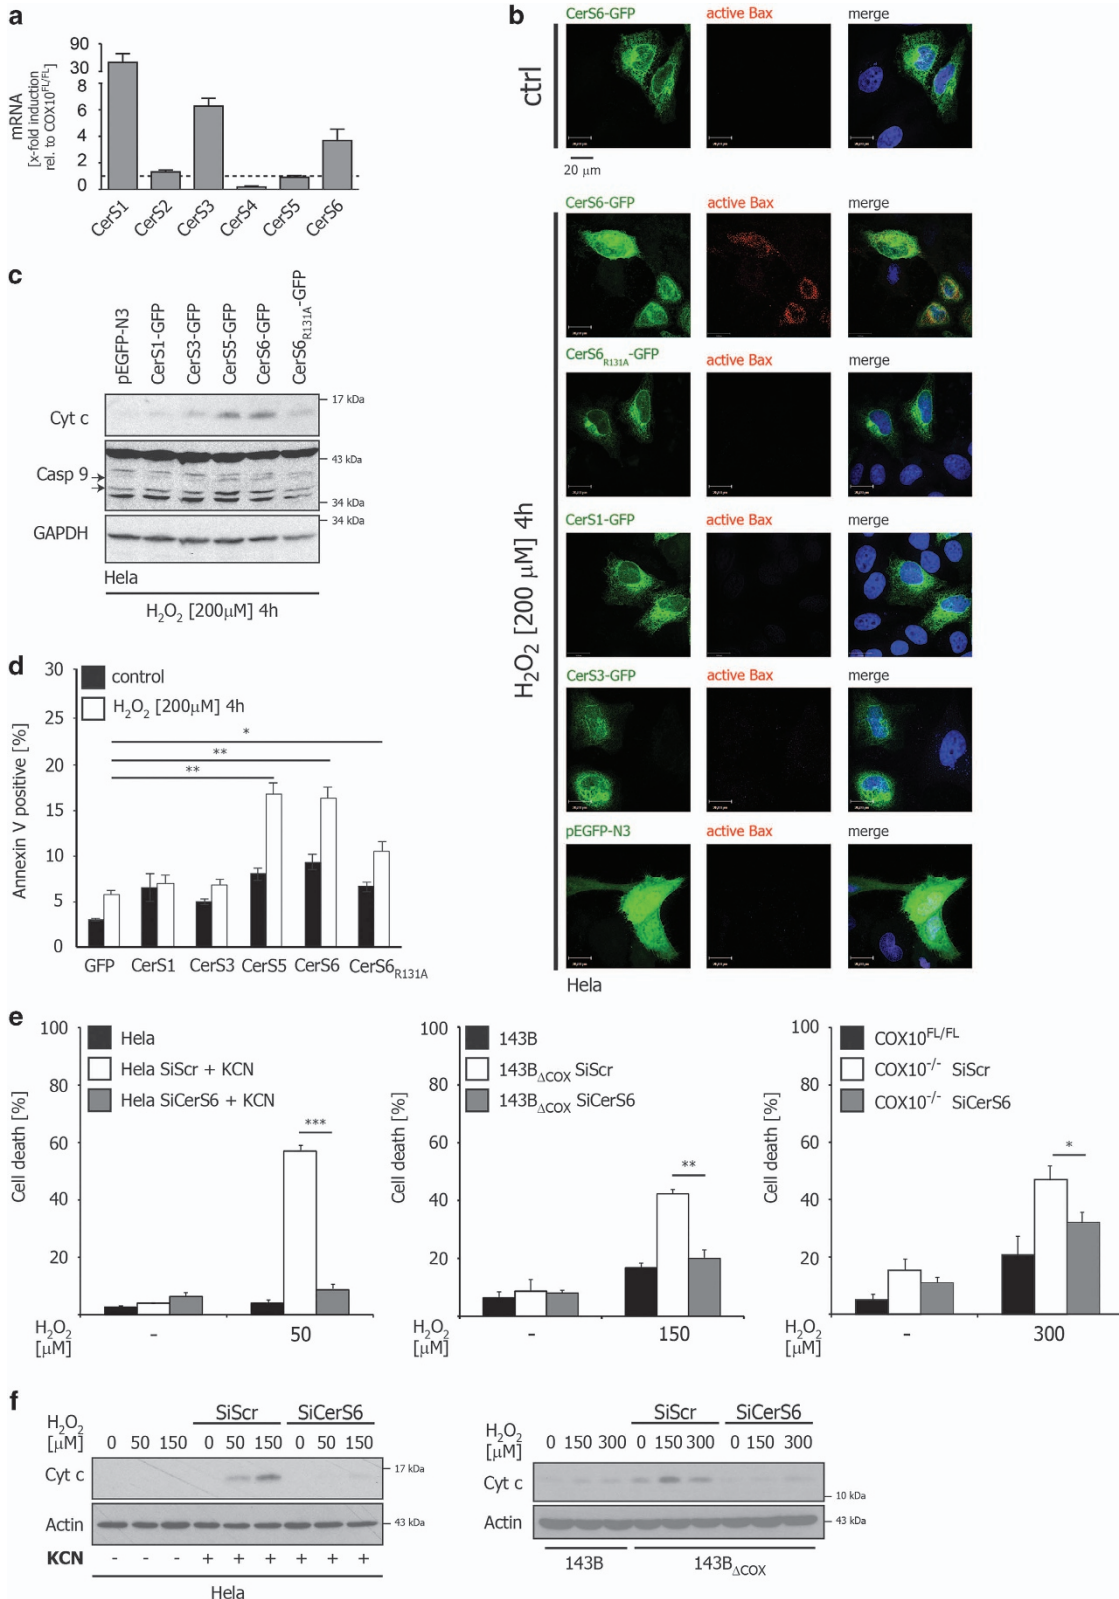 a
mRNA
[x-fold induction
rel. to COX10FL/FL]
90
30
8
6
4
2
0
CerS1 CerS2 CerS3 CerS4 CerS5 CerS6
b
ctrl
CerS6-GFP active Bax merge
20 μm
H2O2 [200 μM] 4h
CerS6-GFP active Bax merge
CerS6R131A-GFP active Bax merge
CerS1-GFP active Bax merge
CerS3-GFP active Bax merge
pEGFP-N3 active Bax merge
Hela
c
pEGFP-N3 CerS1-GFP CerS3-GFP CerS5-GFP CerS6-GFP CerS6R131A-GFP
Cyt c 17 kDa
Casp 9 43 kDa
34 kDa
GAPDH 34 kDa
Hela
H2O2 [200μM] 4h
d
Annexin V positive [%]
30
25
20
15
10
5
0
control
H2O2 [200μM] 4h
*
**
**
GFP CerS1 CerS3 CerS5 CerS6 CerS6R131A
e
Cell death [%]
100
80
60
40
20
Hela
Hela SiScr + KCN
Hela SiCerS6 + KCN
***
H2O2 [μM] - 50
Cell death [%]
100
80
60
40
20
143B
143BΔCOX SiScr
143BΔCOX SiCerS6
**
H2O2 [μM] - 150
Cell death [%]
100
80
60
40
20
COX10FL/FL
COX10-/- SiScr
COX10-/- SiCerS6
*
H2O2 [μM] - 300
f
SiScr SiCerS6
H2O2 [μM] 0 50 150 0 50 150 0 50 150
Cyt c 17 kDa
Actin 43 kDa
KCN - - - + + + + + +
Hela
SiScr SiCerS6
H2O2 [μM] 0 150 300 0 150 300 0 150 300
Cyt c 10 kDa
Actin 43 kDa
143B 143BΔCOX